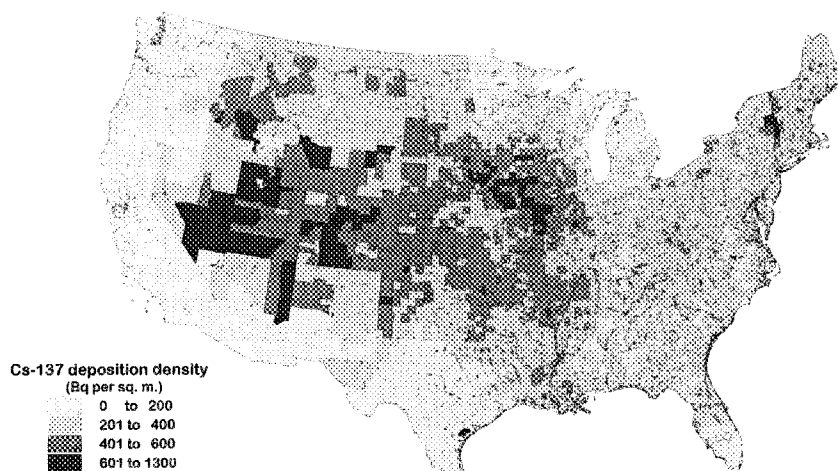 Cs-137 deposition density
(Bq per sq. m.)
0 to 200
201 to 400
401 to 600
601 to 1300